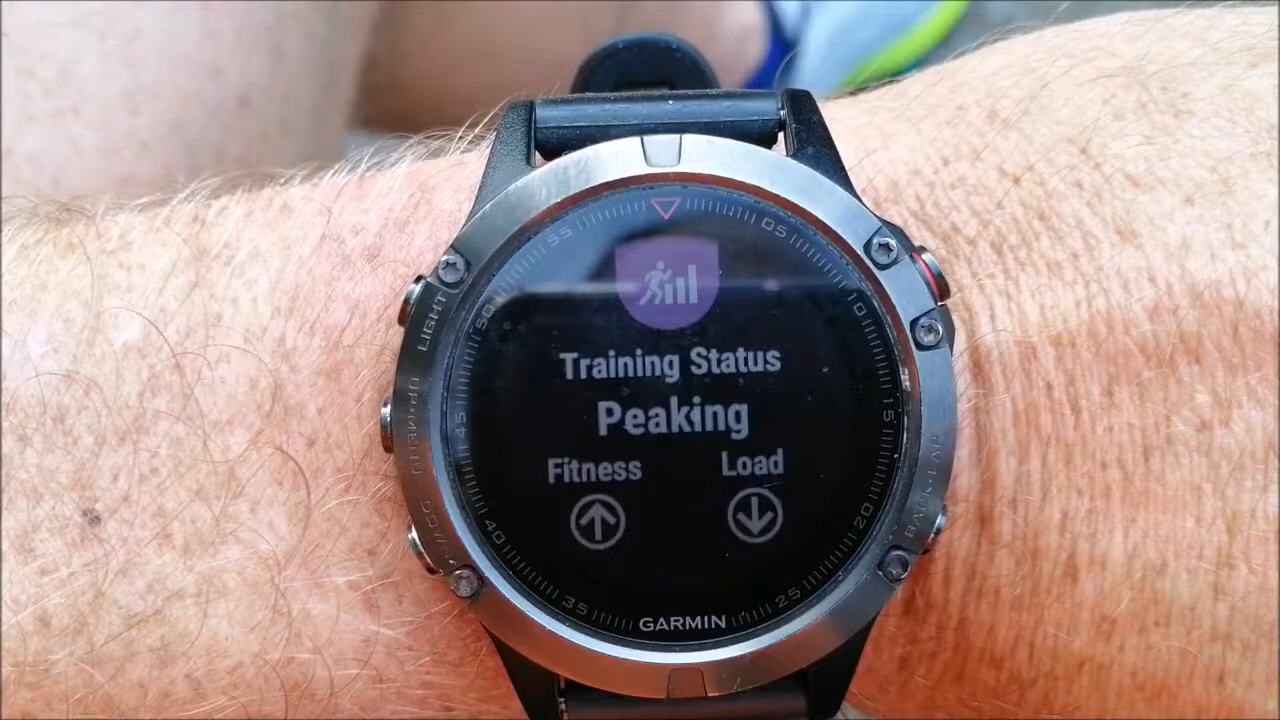 55
05
50
10
LIGHT
Training Status
UP•MENU
Peaking
45
15
Fitness
Load
BACK•LAP
DOWN
40
20
35
25
GARMIN